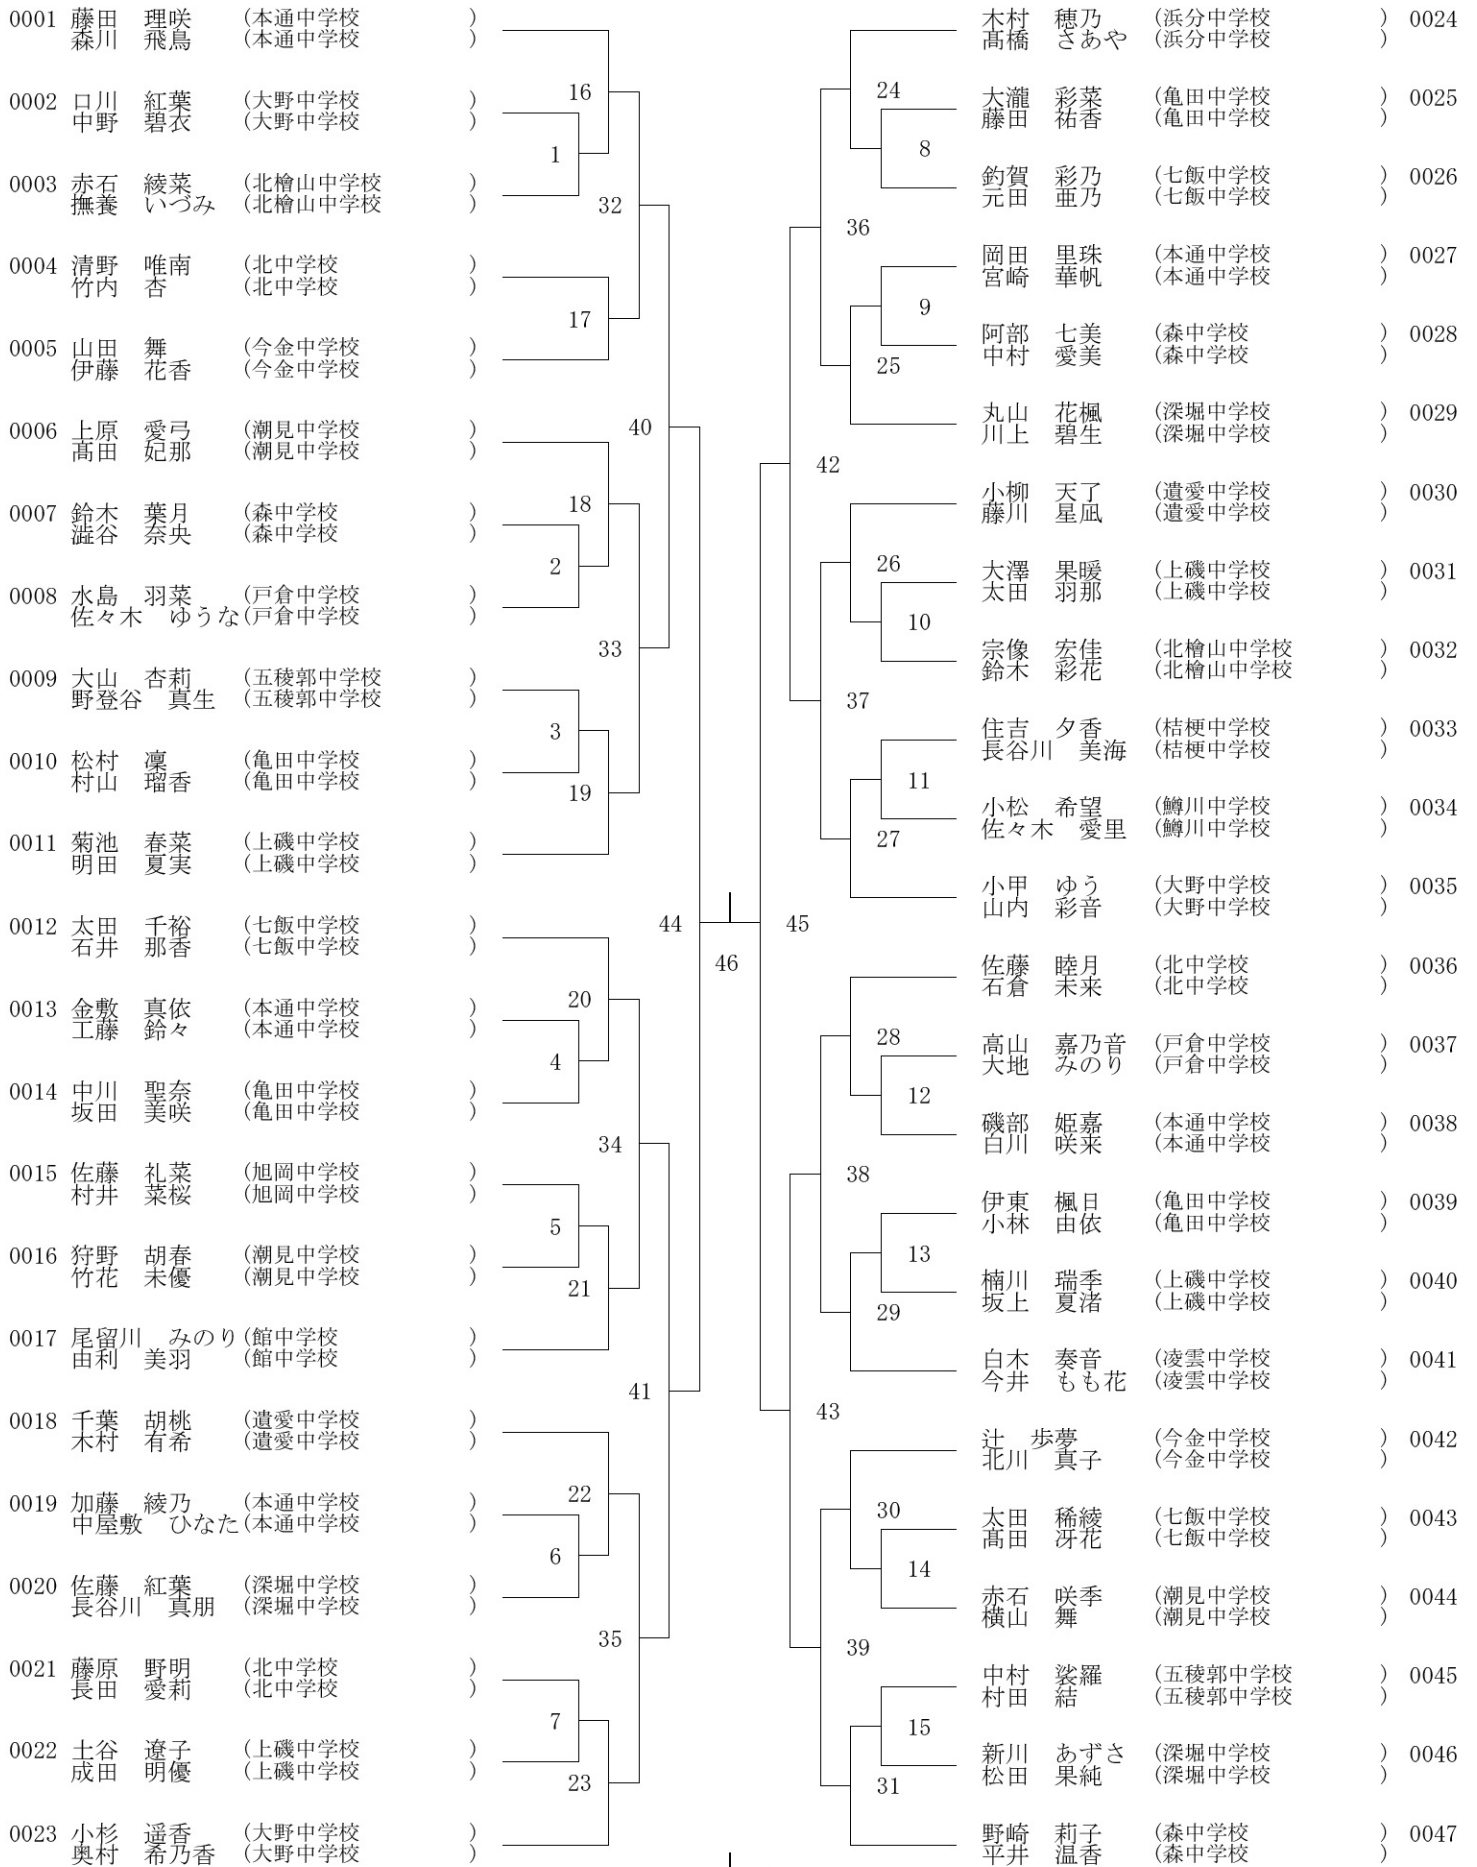 0001 藤田　理咲 (本通中学校 )
森川　飛鳥 (本通中学校 )
0002 口川　紅葉 (大野中学校 )
中野　碧衣 (大野中学校 )
0003 赤石　綾菜 (北檜山中学校 )
撫養　いづみ (北檜山中学校 )
0004 清野　唯南 (北中学校 )
竹内　杏 (北中学校 )
0005 山田　舞 (今金中学校 )
伊藤　花香 (今金中学校 )
0006 上原　愛弓 (潮見中学校 )
髙田　妃那 (潮見中学校 )
0007 鈴木　葉月 (森中学校 )
澁谷　奈央 (森中学校 )
0008 水島　羽菜 (戸倉中学校 )
佐々木　ゆうな (戸倉中学校 )
0009 大山　杏莉 (五稜郭中学校 )
野登谷　真生 (五稜郭中学校 )
0010 松村　凜 (亀田中学校 )
村山　瑠香 (亀田中学校 )
0011 菊池　春菜 (上磯中学校 )
明田　夏実 (上磯中学校 )
0012 太田　千裕 (七飯中学校 )
石井　那香 (七飯中学校 )
0013 金敷　真依 (本通中学校 )
工藤　鈴々 (本通中学校 )
0014 中川　聖奈 (亀田中学校 )
坂田　美咲 (亀田中学校 )
0015 佐藤　礼菜 (旭岡中学校 )
村井　菜桜 (旭岡中学校 )
0016 狩野　胡春 (潮見中学校 )
竹花　未優 (潮見中学校 )
0017 尾留川　みのり (館中学校 )
由利　美羽 (館中学校 )
0018 千葉　胡桃 (遺愛中学校 )
木村　有希 (遺愛中学校 )
0019 加藤　綾乃 (本通中学校 )
中屋敷　ひなた (本通中学校 )
0020 佐藤　紅葉 (深堀中学校 )
長谷川　真朋 (深堀中学校 )
0021 藤原　野明 (北中学校 )
長田　愛莉 (北中学校 )
0022 土谷　遼子 (上磯中学校 )
成田　明優 (上磯中学校 )
0023 小杉　遥香 (大野中学校 )
奥村　希乃香 (大野中学校 )
16
1
32
17
40
18
2
33
3
19
44
20
4
34
5
21
41
22
6
35
7
23
46
45
24
8
36
9
25
42
26
10
37
11
27
28
12
38
13
29
43
30
14
39
15
31
木村　穂乃 (浜分中学校 ) 0024
髙橋　さあや (浜分中学校 )
大瀧　彩菜 (亀田中学校 ) 0025
藤田　祐香 (亀田中学校 )
釣賀　彩乃 (七飯中学校 ) 0026
元田　亜乃 (七飯中学校 )
岡田　里珠 (本通中学校 ) 0027
宮崎　華帆 (本通中学校 )
阿部　七美 (森中学校 ) 0028
中村　愛美 (森中学校 )
丸山　花楓 (深堀中学校 ) 0029
川上　碧生 (深堀中学校 )
小柳　天了 (遺愛中学校 ) 0030
藤川　星凪 (遺愛中学校 )
大澤　果暖 (上磯中学校 ) 0031
太田　羽那 (上磯中学校 )
宗像　宏佳 (北檜山中学校 ) 0032
鈴木　彩花 (北檜山中学校 )
住吉　夕香 (桔梗中学校 ) 0033
長谷川　美海 (桔梗中学校 )
小松　希望 (鱒川中学校 ) 0034
佐々木　愛里 (鱒川中学校 )
小甲　ゆう (大野中学校 ) 0035
山内　彩音 (大野中学校 )
佐藤　睦月 (北中学校 ) 0036
石倉　未来 (北中学校 )
高山　嘉乃音 (戸倉中学校 ) 0037
大地　みのり (戸倉中学校 )
磯部　姫嘉 (本通中学校 ) 0038
白川　咲来 (本通中学校 )
伊東　楓日 (亀田中学校 ) 0039
小林　由依 (亀田中学校 )
楠川　瑞季 (上磯中学校 ) 0040
坂上　夏渚 (上磯中学校 )
白木　奏音 (凌雲中学校 ) 0041
今井　もも花 (凌雲中学校 )
辻　歩夢 (今金中学校 ) 0042
北川　真子 (今金中学校 )
太田　稀綾 (七飯中学校 ) 0043
髙田　冴花 (七飯中学校 )
赤石　咲季 (潮見中学校 ) 0044
横山　舞 (潮見中学校 )
中村　裟羅 (五稜郭中学校 ) 0045
村田　結 (五稜郭中学校 )
新川　あずさ (深堀中学校 ) 0046
松田　果純 (深堀中学校 )
野崎　莉子 (森中学校 ) 0047
平井　温香 (森中学校 )